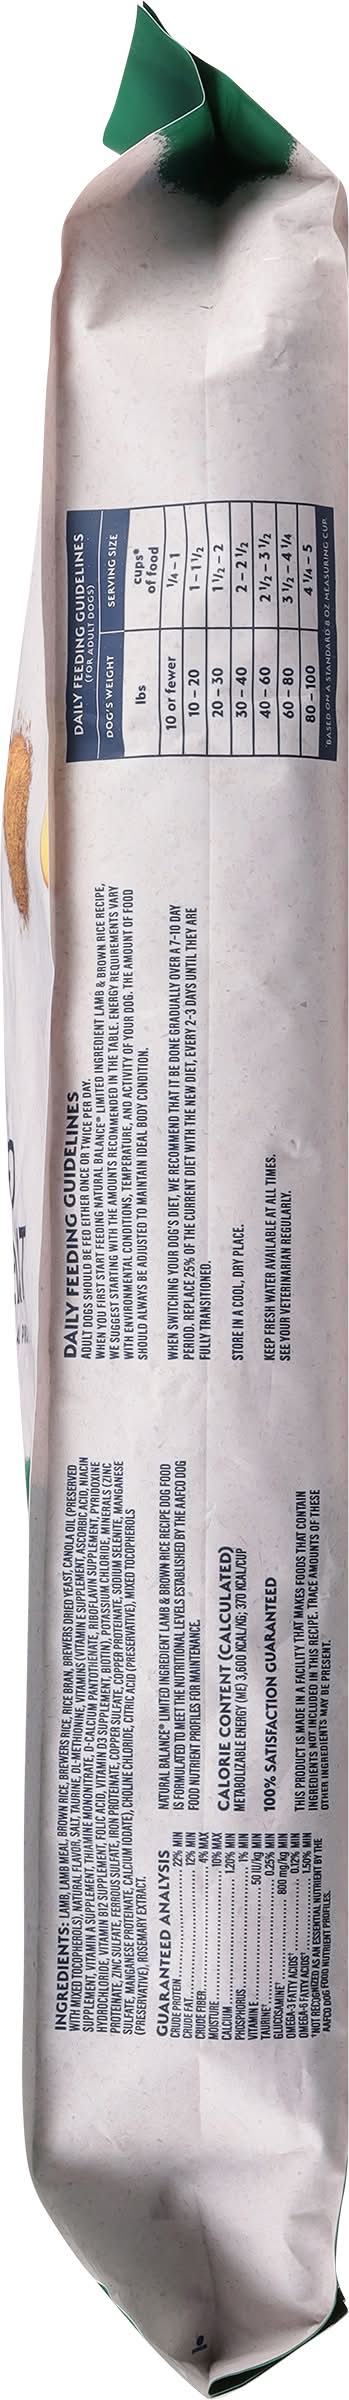 INGREDIENTS: LAMB, LAMB MEAL, BROWN RICE, BREWERS RICE, RICE BRAN, BREWERS DRIED YEAST, CANOLA OIL (PRESERVED
WITH MIXED TOCOPHEROLS), NATURAL FLAVOR, SALT, TAURINE, DL-METHIONINE, VITAMINS (VITAMIN E SUPPLEMENT, ASCORBIC ACID, NIACIN
SUPPLEMENT, VITAMIN A SUPPLEMENT, THIAMINE MONONITRATE, D-CALCIUM PANTOTHENATE, RIBOFLAVIN SUPPLEMENT, PYRIDOXINE
HYDROCHLORIDE, VITAMIN B12 SUPPLEMENT, FOLIC ACID, VITAMIN D3 SUPPLEMENT, BIOTIN), POTASSIUM CHLORIDE, MINERALS (ZINC
PROTEINATE, ZINC SULFATE, FERROUS SULFATE, IRON PROTEINATE, COPPER SULFATE, COPPER PROTEINATE, SODIUM SELENITE, MANGANESE
SULFATE, MANGANESE PROTEINATE, CALCIUM IODATE), CHOLINE CHLORIDE, CITRIC ACID (PRESERVATIVE), MIXED TOCOPHEROLS
(PRESERVATIVE), ROSEMARY EXTRACT.
GUARANTEED ANALYSIS
CRUDE PROTEIN 22% MIN
CRUDE FAT 12% MIN
CRUDE FIBER 4% MAX
MOISTURE 10% MAX
CALCIUM 1.20% MIN
PHOSPHORUS 1% MIN
VITAMIN E 50 IU/kg MIN
TAURINE* 0.25% MIN
GLUCOSAMINE* 800 mg/kg MIN
OMEGA-3 FATTY ACIDS* 0.12% MIN
OMEGA-6 FATTY ACIDS* 1.50% MIN
*NOT RECOGNIZED AS AN ESSENTIAL NUTRIENT BY THE
AAFCO DOG FOOD NUTRIENT PROFILES.
NATURAL BALANCE® LIMITED INGREDIENT LAMB & BROWN RICE RECIPE DOG FOOD
IS FORMULATED TO MEET THE NUTRITIONAL LEVELS ESTABLISHED BY THE AAFCO DOG
FOOD NUTRIENT PROFILES FOR MAINTENANCE.
CALORIE CONTENT (CALCULATED)
METABOLIZABLE ENERGY (ME) 3,600 KCAL/KG; 370 KCAL/CUP
100% SATISFACTION GUARANTEED
THIS PRODUCT IS MADE IN A FACILITY THAT MAKES FOODS THAT CONTAIN
INGREDIENTS NOT INCLUDED IN THIS RECIPE. TRACE AMOUNTS OF THESE
OTHER INGREDIENTS MAY BE PRESENT.
DAILY FEEDING GUIDELINES
ADULT DOGS SHOULD BE FED EITHER ONCE OR TWICE PER DAY.
WHEN YOU FIRST START FEEDING NATURAL BALANCE® LIMITED INGREDIENT LAMB & BROWN RICE RECIPE,
WE SUGGEST STARTING WITH THE AMOUNTS RECOMMENDED IN THE TABLE. ENERGY REQUIREMENTS VARY
WITH ENVIRONMENTAL CONDITIONS, TEMPERATURE, AND ACTIVITY OF YOUR DOG. THE AMOUNT OF FOOD
SHOULD ALWAYS BE ADJUSTED TO MAINTAIN IDEAL BODY CONDITION.
WHEN SWITCHING YOUR DOG'S DIET, WE RECOMMEND THAT IT BE DONE GRADUALLY OVER A 7-10 DAY
PERIOD. REPLACE 25% OF THE CURRENT DIET WITH THE NEW DIET, EVERY 2-3 DAYS UNTIL THEY ARE
FULLY TRANSITIONED.
STORE IN A COOL, DRY PLACE.
KEEP FRESH WATER AVAILABLE AT ALL TIMES.
SEE YOUR VETERINARIAN REGULARLY.
DAILY FEEDING GUIDELINES
(FOR ADULT DOGS)
DOG'S WEIGHT SERVING SIZE
lbs cups* of food
10 or fewer 1/4 – 1
10 – 20 1 – 1 1/2
20 – 30 1 1/2 – 2
30 – 40 2 – 2 1/2
40 – 60 2 1/2 – 3 1/2
60 – 80 3 1/2 – 4 1/4
80 – 100 4 1/4 – 5
*BASED ON A STANDARD 8 OZ MEASURING CUP.